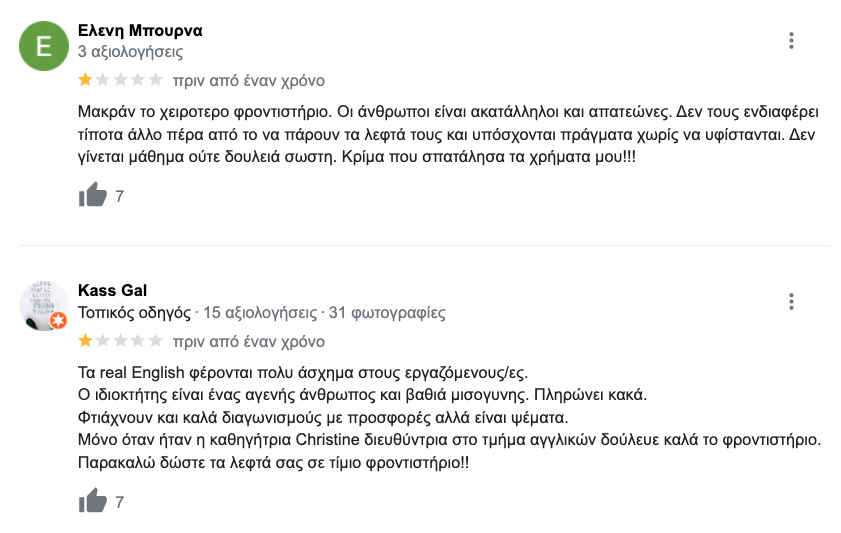 E
Ελενη Μπουρνα
3 αξιολογήσεις
πριν από έναν χρόνο
Μακράν το χειροτερο φροντιστήριο. Οι άνθρωποι είναι ακατάλληλοι και απατεώνες. Δεν τους ενδιαφέρει
τίποτα άλλο πέρα από το να πάρουν τα λεφτά τους και υπόσχονται πράγματα χωρίς να υφίστανται. Δεν
γίνεται μάθημα ούτε δουλειά σωστη. Κρίμα που σπατάλησα τα χρήματα μου!!!
7
Kass Gal
Τοπικός οδηγός · 15 αξιολογήσεις · 31 φωτογραφίες
πριν από έναν χρόνο
Τα real English φέρονται πολυ άσχημα στους εργαζόμενους/ες.
Ο ιδιοκτήτης είναι ένας αγενής άνθρωπος και βαθιά μισογυνης. Πληρώνει κακά.
Φτιάχνουν και καλά διαγωνισμούς με προσφορές αλλά είναι ψέματα.
Μόνο όταν ήταν η καθηγήτρια Christine διευθύντρια στο τμήμα αγγλικών δούλευε καλά το φροντιστήριο.
Παρακαλώ δώστε τα λεφτά σας σε τίμιο φροντιστήριο!!
7